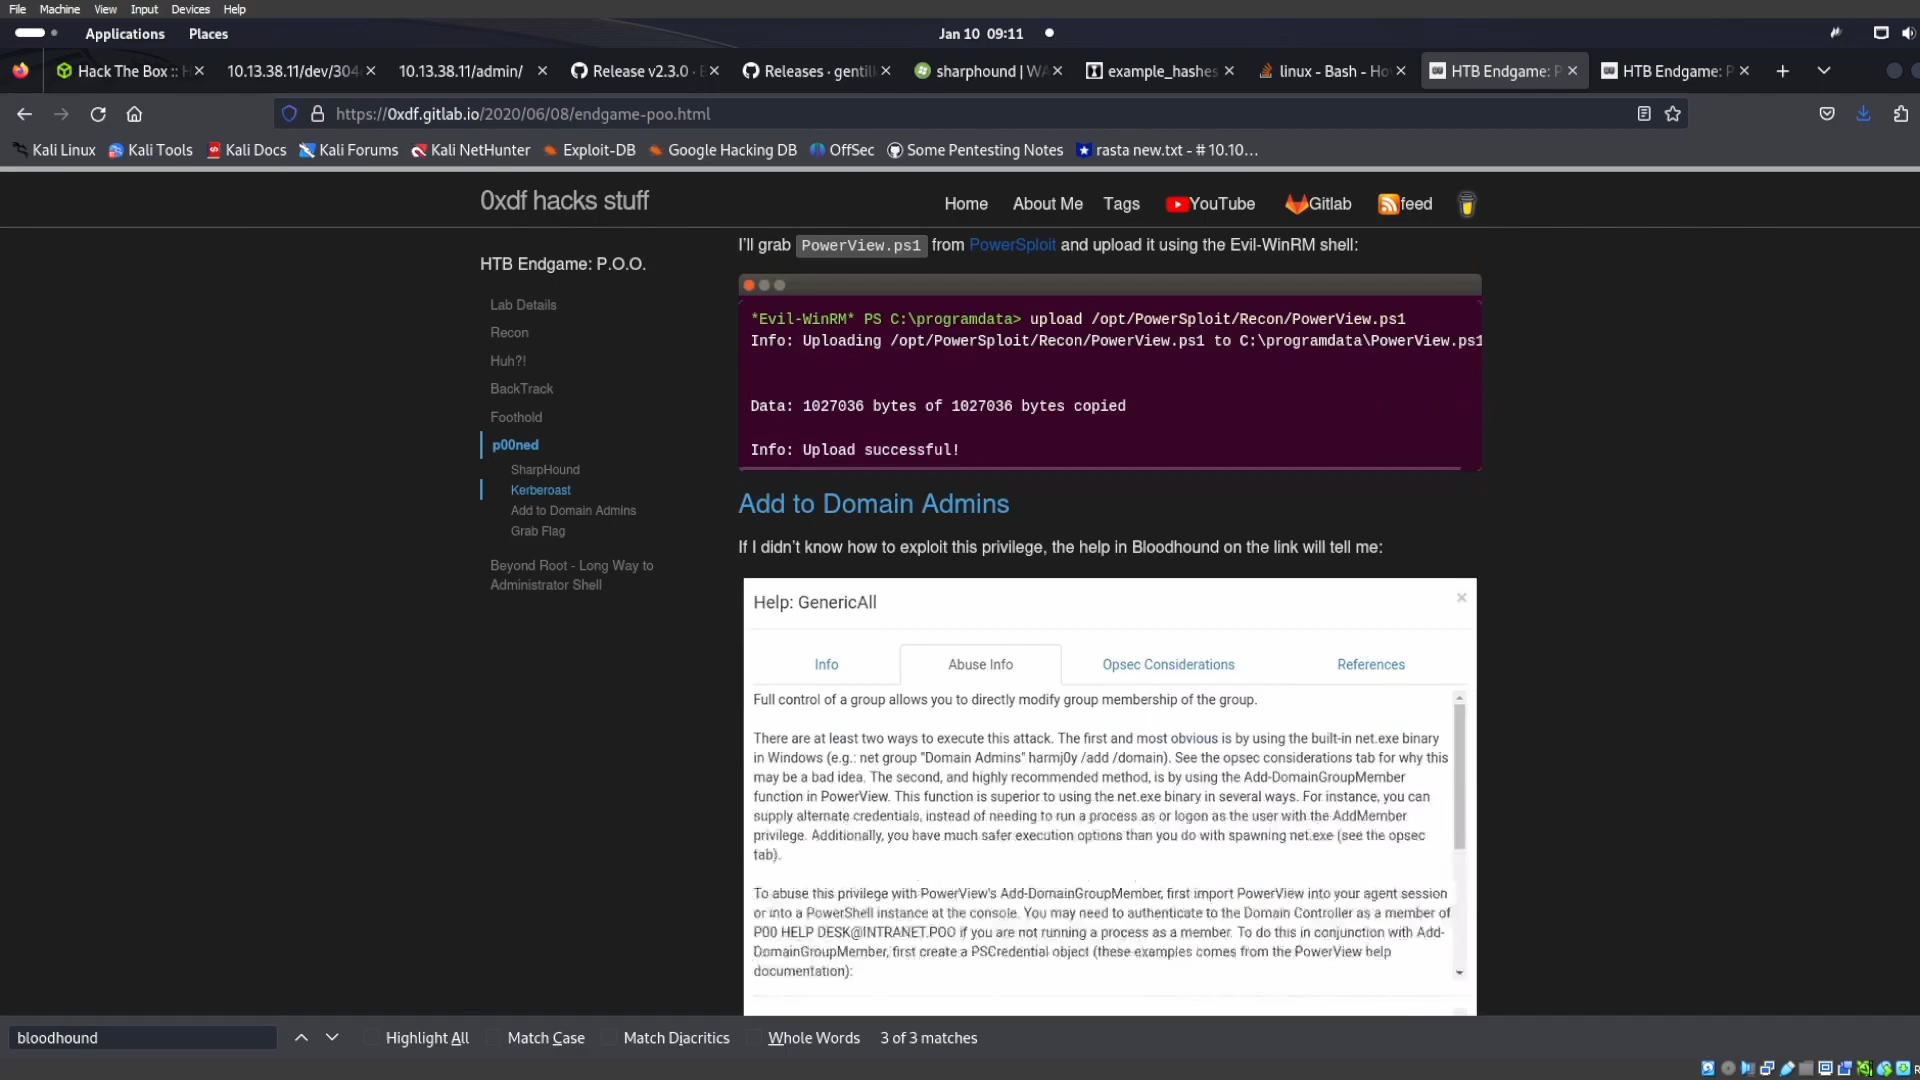 File Machine View Input Devices Help
Applications Places
Jan 10 09:11
Hack The Box :: H
10.13.38.11/dev/304
10.13.38.11/admin/
Release v2.3.0 ·
Releases · gentil
sharphound | WA
example_hashes
linux - Bash - Ho
HTB Endgame: P
HTB Endgame: P
https://0xdf.gitlab.io/2020/06/08/endgame-poo.html
Kali Linux Kali Tools Kali Docs Kali Forums Kali NetHunter Exploit-DB Google Hacking DB OffSec Some Pentesting Notes rasta new.txt - # 10.10…
0xdf hacks stuff
Home About Me Tags YouTube Gitlab feed
HTB Endgame: P.O.O.
Lab Details
Recon
Huh?!
BackTrack
Foothold
p00ned
SharpHound
Kerberoast
Add to Domain Admins
Grab Flag
Beyond Root - Long Way to
Administrator Shell
I'll grab PowerView.ps1 from PowerSploit and upload it using the Evil-WinRM shell:
*Evil-WinRM* PS C:\programdata> upload /opt/PowerSploit/Recon/PowerView.ps1
Info: Uploading /opt/PowerSploit/Recon/PowerView.ps1 to C:\programdata\PowerView.ps1
Data: 1027036 bytes of 1027036 bytes copied
Info: Upload successful!
Add to Domain Admins
If I didn't know how to exploit this privilege, the help in Bloodhound on the link will tell me:
Help: GenericAll
Info Abuse Info Opsec Considerations References
Full control of a group allows you to directly modify group membership of the group.
There are at least two ways to execute this attack. The first and most obvious is by using the built-in net.exe binary
in Windows (e.g.: net group "Domain Admins" harmj0y /add /domain). See the opsec considerations tab for why this
may be a bad idea. The second, and highly recommended method, is by using the Add-DomainGroupMember
function in PowerView. This function is superior to using the net.exe binary in several ways. For instance, you can
supply alternate credentials, instead of needing to run a process as or logon as the user with the AddMember
privilege. Additionally, you have much safer execution options than you do with spawning net.exe (see the opsec
tab).
To abuse this privilege with PowerView's Add-DomainGroupMember, first import PowerView into your agent session
or into a PowerShell instance at the console. You may need to authenticate to the Domain Controller as a member of
P00 HELP DESK@INTRANET.POO if you are not running a process as a member. To do this in conjunction with Add-
DomainGroupMember, first create a PSCredential object (these examples comes from the PowerView help
documentation):
bloodhound
Highlight All Match Case Match Diacritics Whole Words 3 of 3 matches